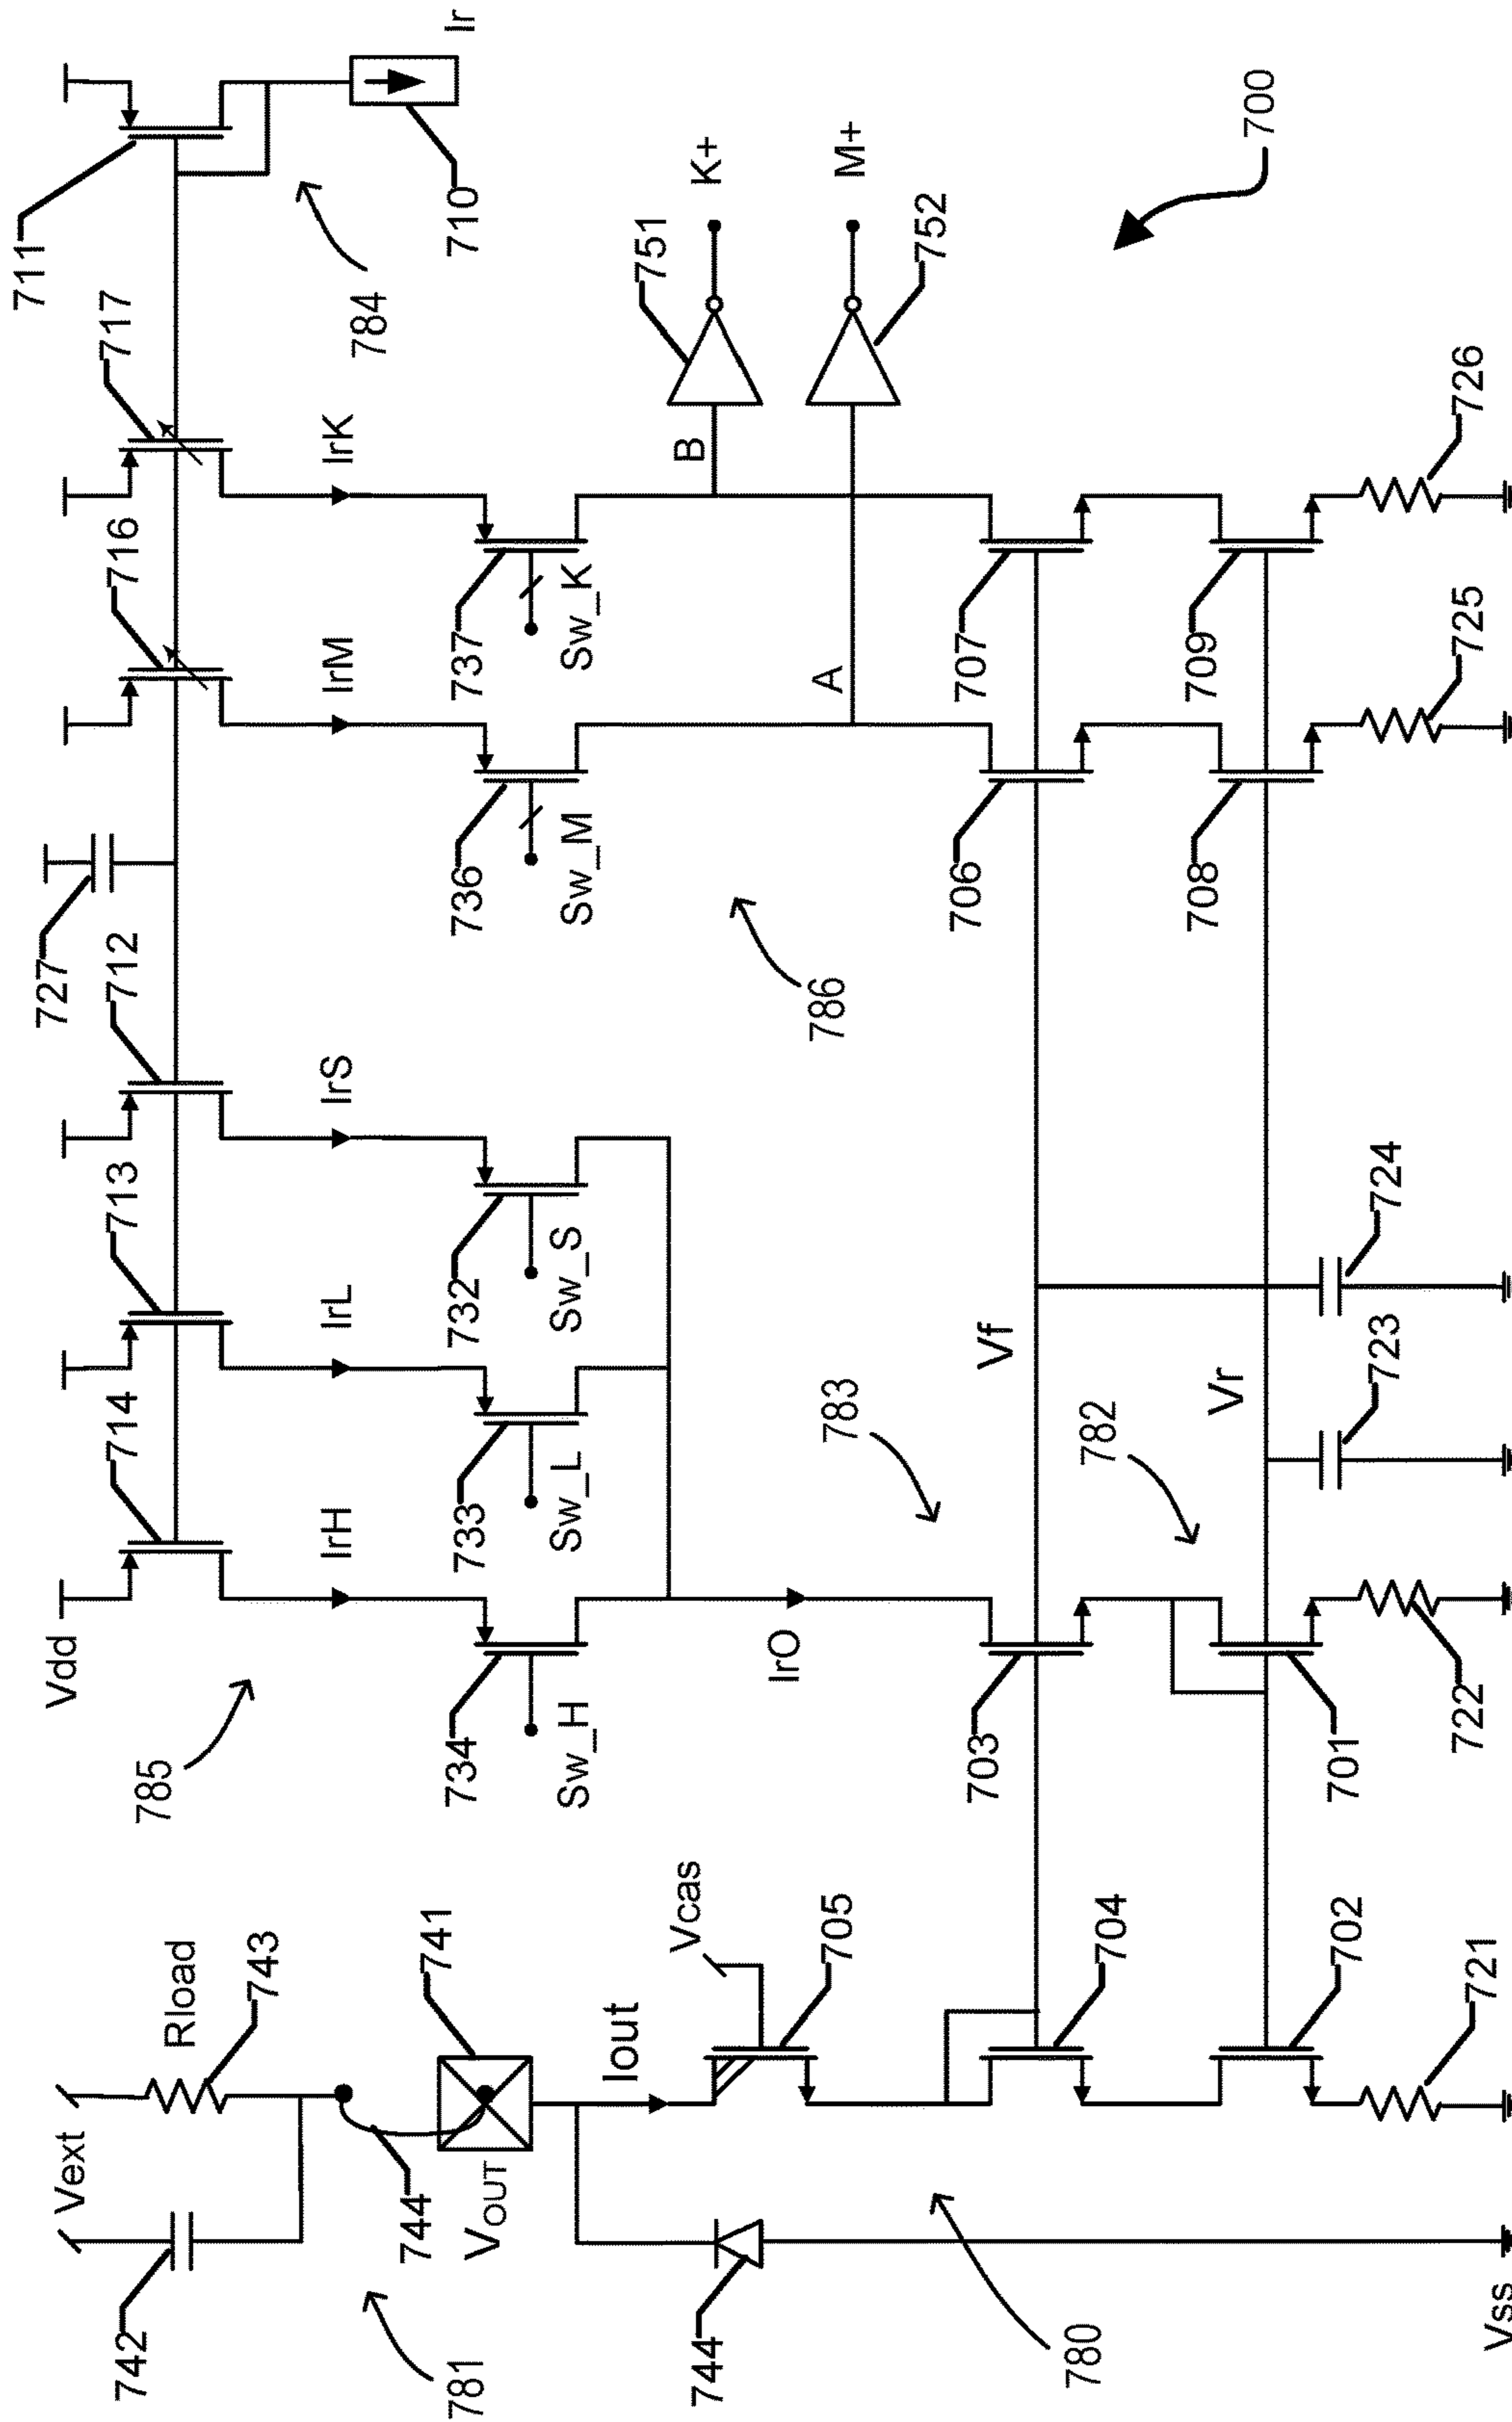 Vdd
785
714
713
712
727
716
717
711
784
710
Ir
IrH
IrL
IrS
IrM
IrK
734
Sw_H
733
Sw_L
732
Sw_S
736
Sw_M
737
Sw_K
786
B
751
K+
A
752
M+
700
IrO
783
Vf
703
706
707
782
Vr
701
708
709
722
723
724
725
726
Vext
742
Rload
743
781
744
VOUT
741
Iout
Vcas
705
744
704
702
721
780
Vss